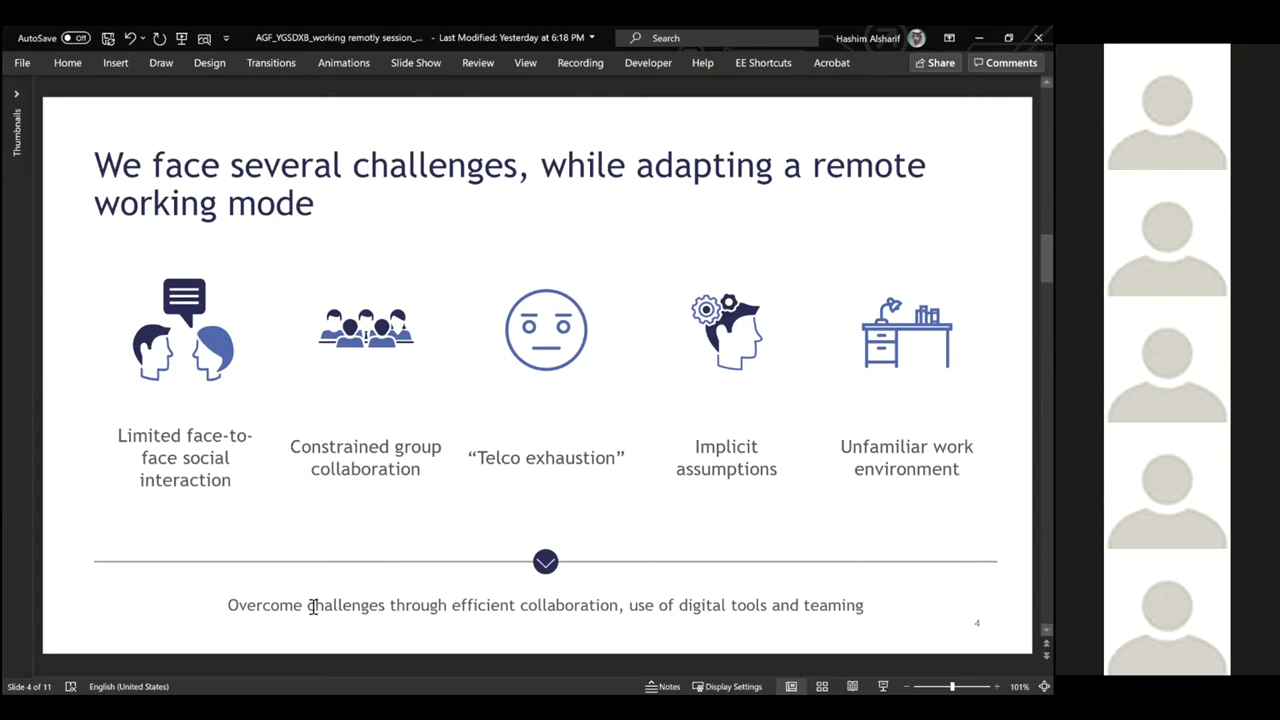 AutoSave Off AGF_YGSDXB_working remotly session_... - Last Modified: Yesterday at 6:18 PM Search Hashim Alsharif
File Home Insert Draw Design Transitions Animations Slide Show Review View Recording Developer Help EE Shortcuts Acrobat Share Comments
Thumbnails
We face several challenges, while adapting a remote
working mode
Limited face-to-
face social
interaction
Constrained group
collaboration
“Telco exhaustion”
Implicit
assumptions
Unfamiliar work
environment
Overcome challenges through efficient collaboration, use of digital tools and teaming
4
Slide 4 of 11 English (United States) Notes Display Settings 101%